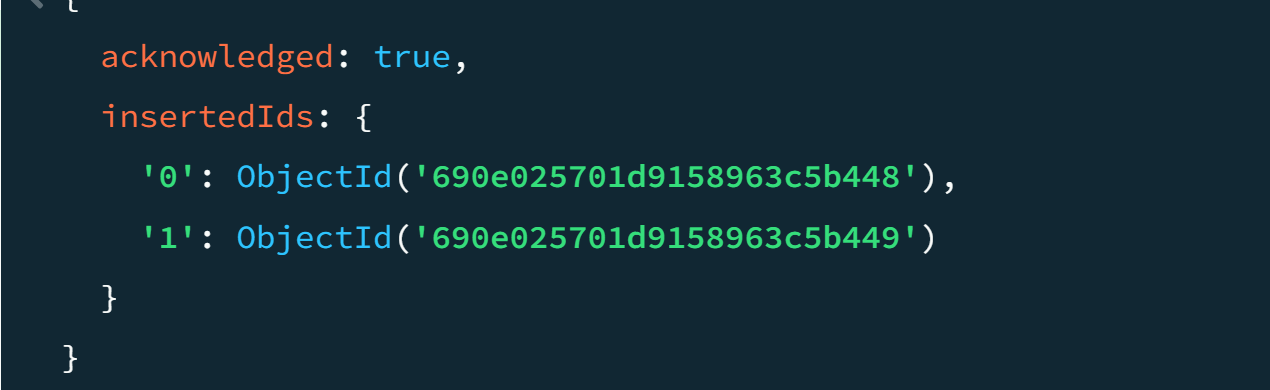 {
acknowledged: true,
insertedIds: {
'0': ObjectId('690e025701d9158963c5b448'),
'1': ObjectId('690e025701d9158963c5b449')
}
}